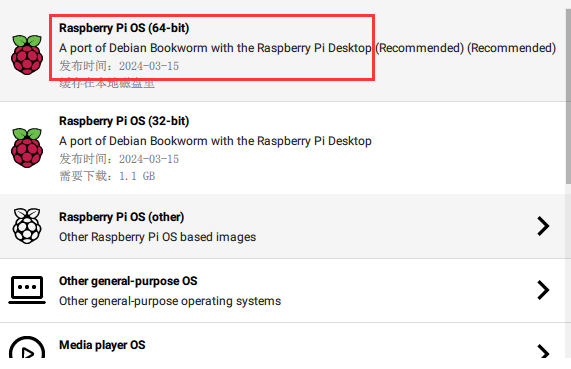 Raspberry Pi OS (64-bit)
A port of Debian Bookworm with the Raspberry Pi Desktop (Recommended) (Recommended)
发布时间：2024-03-15
缓存在本地磁盘里
Raspberry Pi OS (32-bit)
A port of Debian Bookworm with the Raspberry Pi Desktop
发布时间：2024-03-15
需要下载：1.1 GB
Raspberry Pi OS (other)
Other Raspberry Pi OS based images
Other general-purpose OS
Other general-purpose operating systems
Media player OS